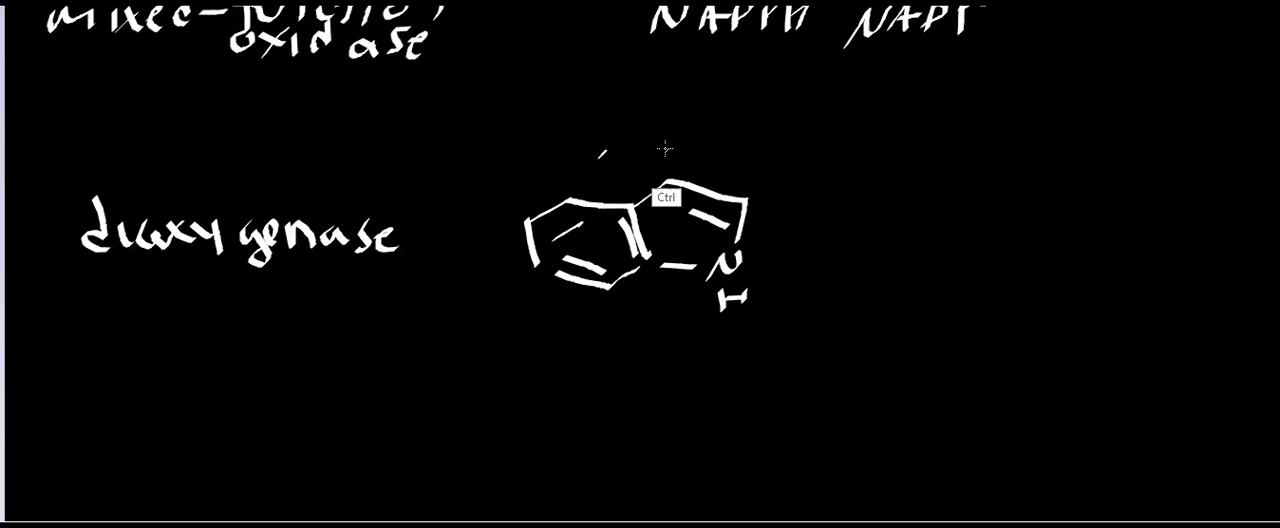 oxidase
NADPH NADP
dioxygenase
Ctrl
N
H